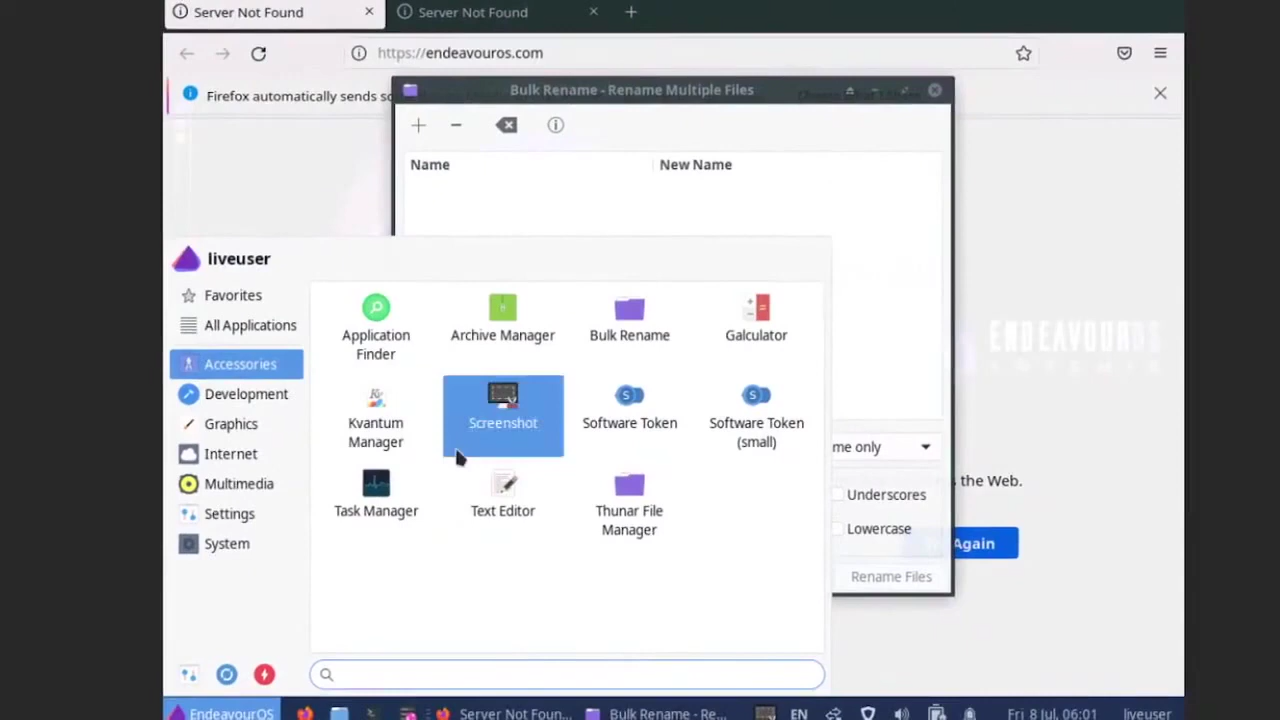 Server Not Found
Server Not Found
https://endeavouros.com
Firefox automatically sends so
Bulk Rename - Rename Multiple Files
Name
New Name
liveuser
Favorites
All Applications
Accessories
Development
Graphics
Internet
Multimedia
Settings
System
Application
Finder
Archive Manager
Bulk Rename
Galculator
Kvantum
Manager
Screenshot
Software Token
Software Token
(small)
Task Manager
Text Editor
Thunar File
Manager
ENDEAVOUROS
me only
Underscores
Lowercase
Rename Files
the Web.
Again
EndeavourOS
Server Not Foun...
Bulk Rename - Re...
EN
Fri 8 Jul, 06:01
liveuser